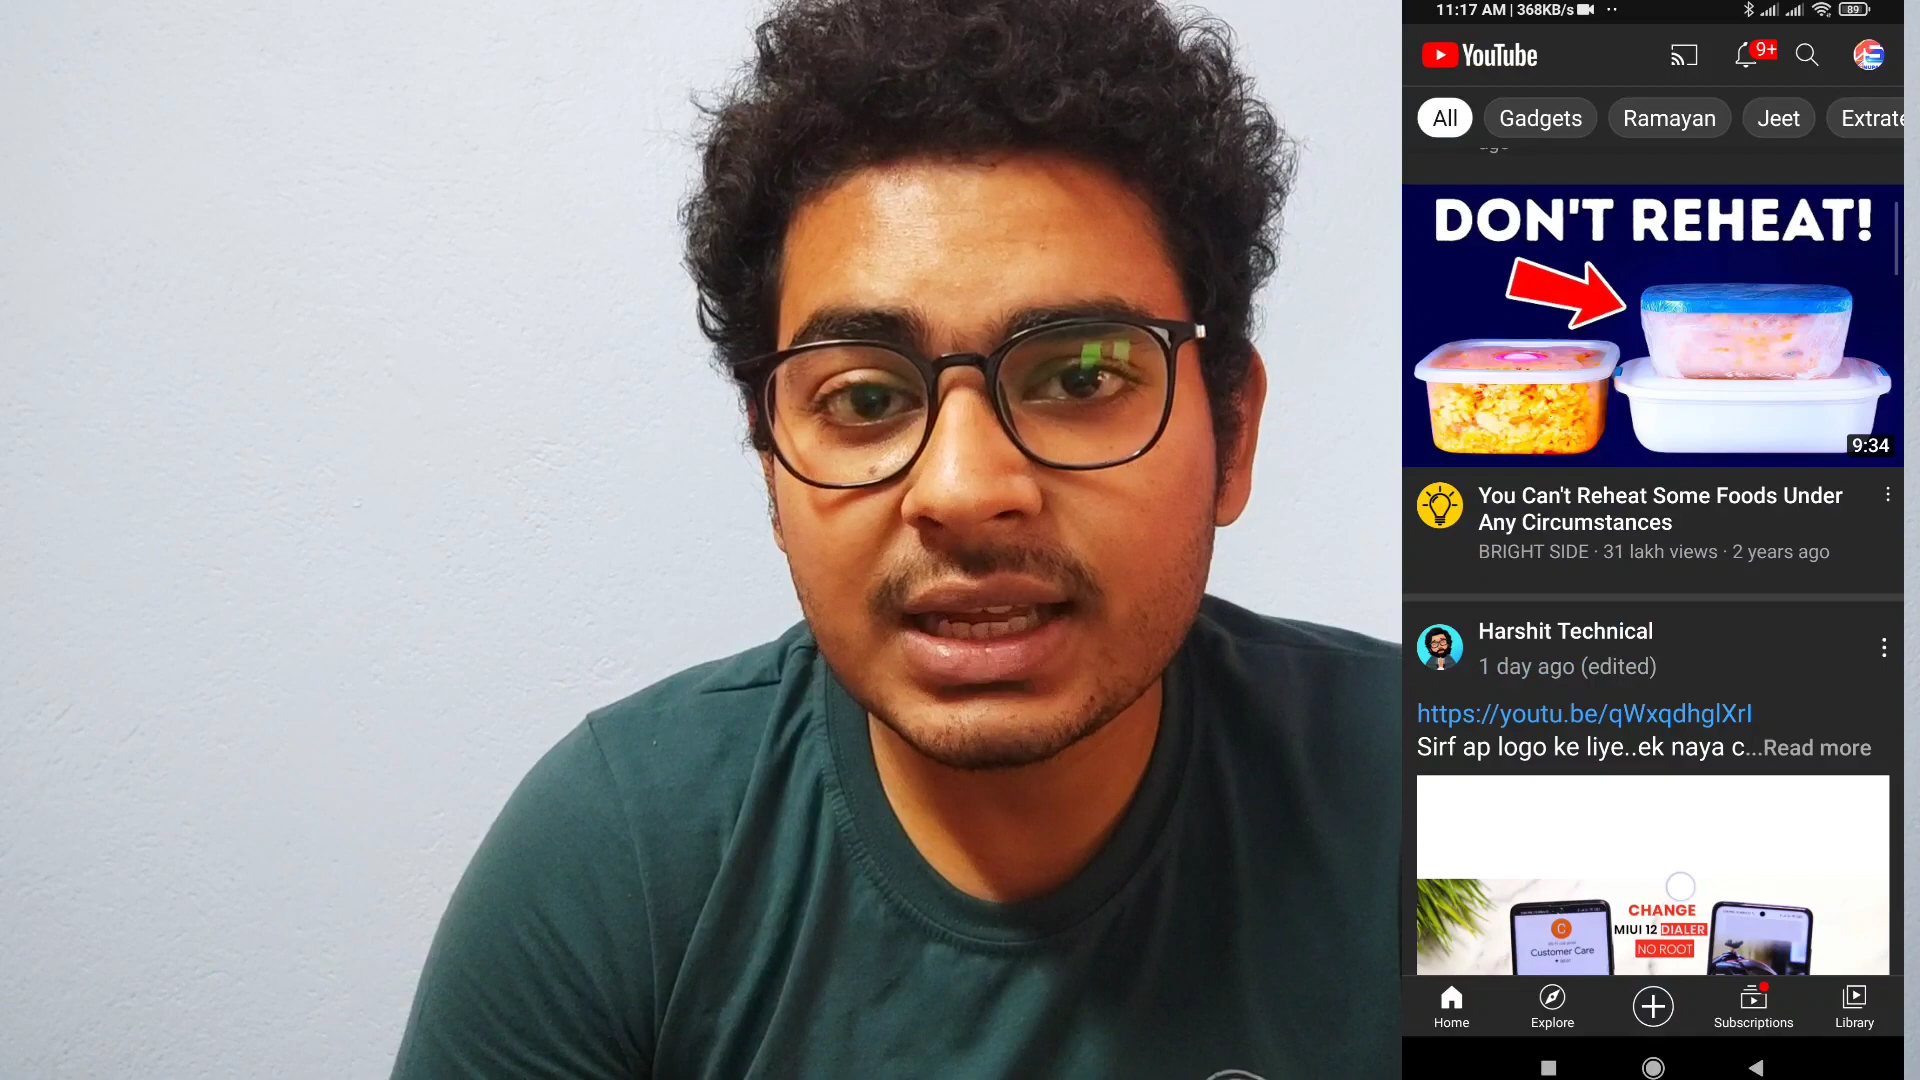 11:17 AM | 368KB/s
89
YouTube
9+
All
Gadgets
Ramayan
Jeet
Extrate
ago
DON'T REHEAT!
9:34
You Can't Reheat Some Foods Under
Any Circumstances
BRIGHT SIDE · 31 lakh views · 2 years ago
Harshit Technical
1 day ago (edited)
https://youtu.be/qWxqdhglXrI
Sirf ap logo ke liye..ek naya c...Read more
CHANGE
MIUI 12 DIALER
NO ROOT
C
Customer Care
Home
Explore
Subscriptions
Library